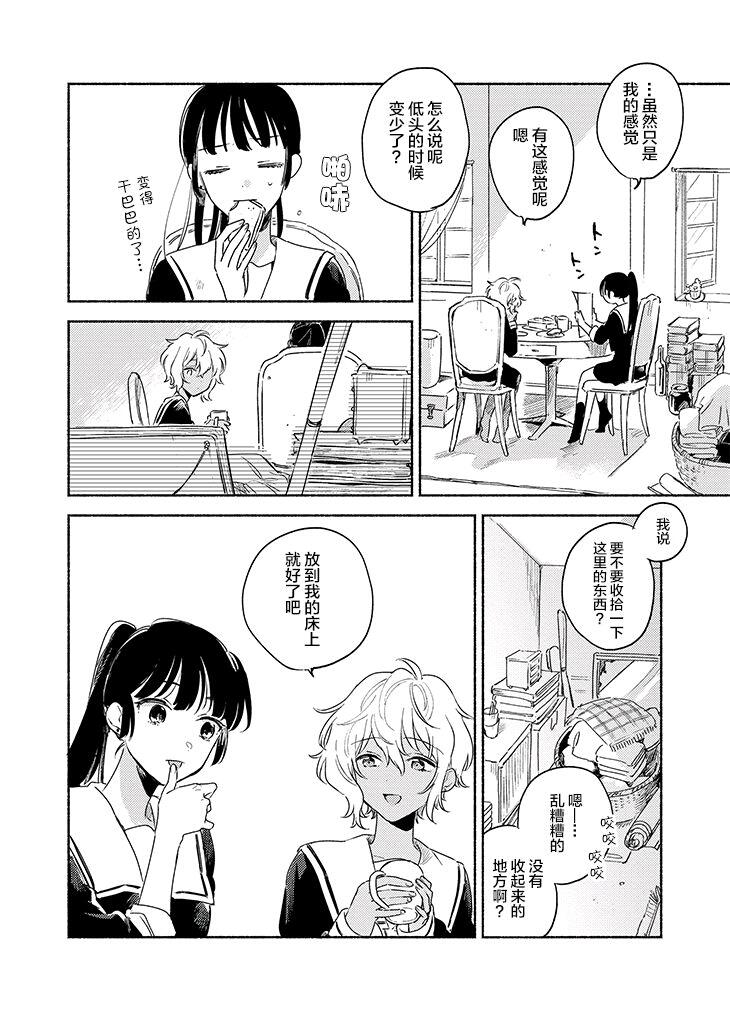 …虽然只是
我的感觉
有这感觉呢
嗯
トン
トン
怎么说呢
低头的时候
变少了？
啪哧
变得
干巴巴的了…
我说
要不要收拾一下
这里的东西？
嗯—…
乱糟糟的
没有
收起来的
地方啊？
咬咬
咬咬
放到我的床上
就好了吧